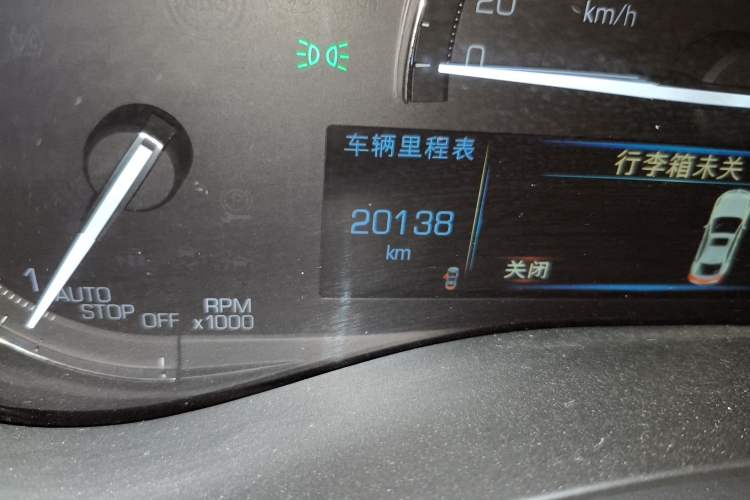 20
km/h
0
车辆里程表
行李箱未关
20138
km
关闭
1
AUTO
STOP
OFF
RPM
x1000